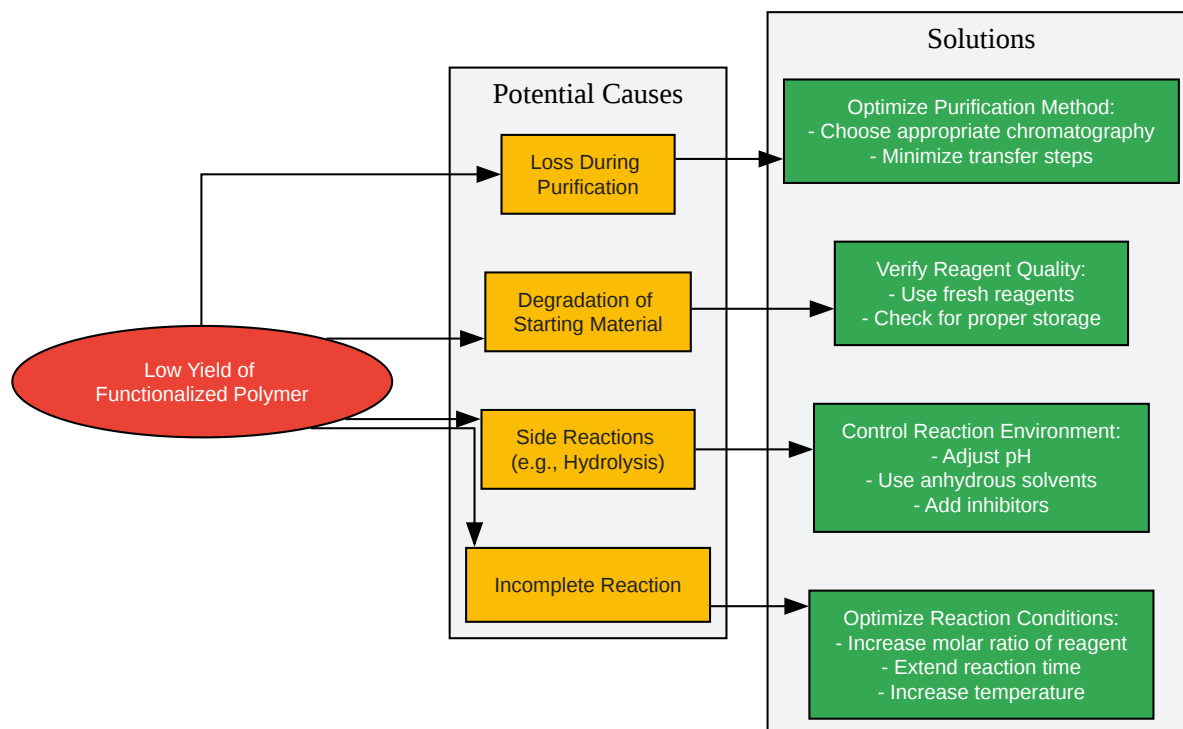 Low Yield of
Functionalized Polymer
Potential Causes
Loss During
Purification
Degradation of
Starting Material
Side Reactions
(e.g., Hydrolysis)
Incomplete Reaction
Solutions
Optimize Purification Method:
- Choose appropriate chromatography
- Minimize transfer steps
Verify Reagent Quality:
- Use fresh reagents
- Check for proper storage
Control Reaction Environment:
- Adjust pH
- Use anhydrous solvents
- Add inhibitors
Optimize Reaction Conditions:
- Increase molar ratio of reagent
- Extend reaction time
- Increase temperature